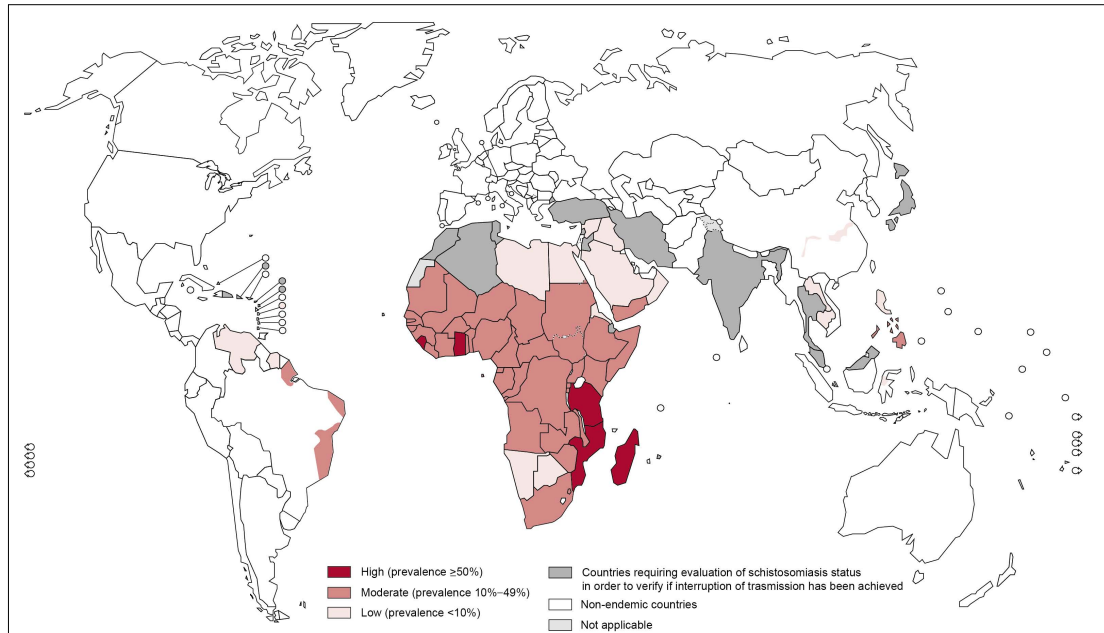 High (prevalence ≥50%)
Moderate (prevalence 10%–49%)
Low (prevalence <10%)
Countries requiring evaluation of schistosomiasis status
in order to verify if interruption of trasmission has been achieved
Non-endemic countries
Not applicable